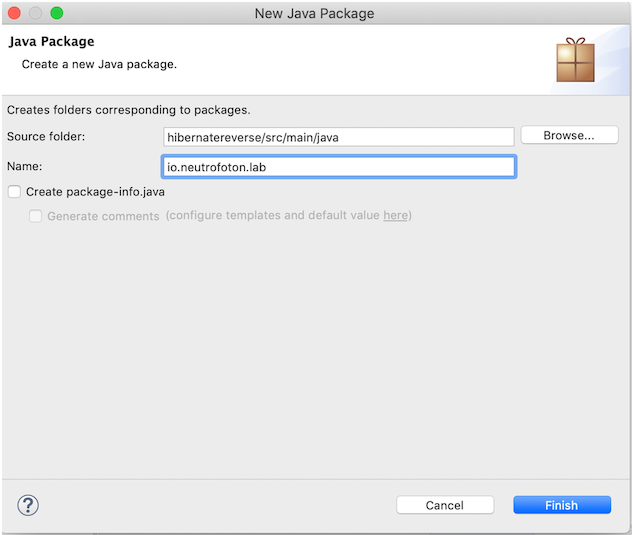 New Java Package
Java Package
Create a new Java package.
Creates folders corresponding to packages.
Source folder: hibernatereverse/src/main/java Browse...
Name: io.neutrofoton.lab
Create package-info.java
Generate comments (configure templates and default value here)
? Cancel Finish